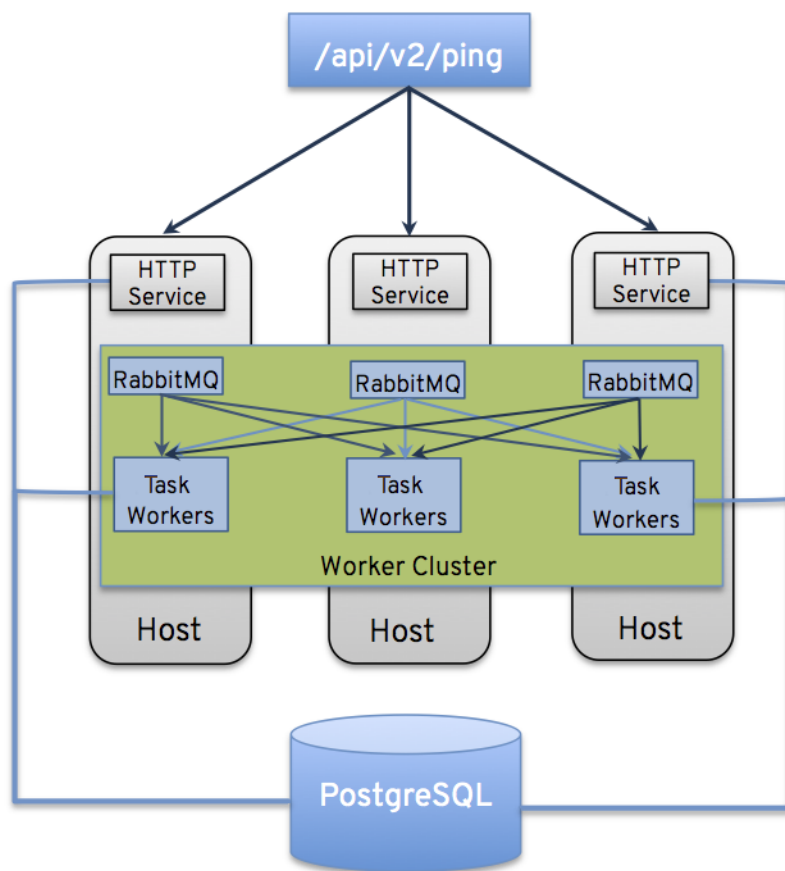 /api/v2/ping
HTTP
Service
HTTP
Service
HTTP
Service
RabbitMQ
RabbitMQ
RabbitMQ
Task
Workers
Task
Workers
Task
Workers
Worker Cluster
Host
Host
Host
PostgreSQL